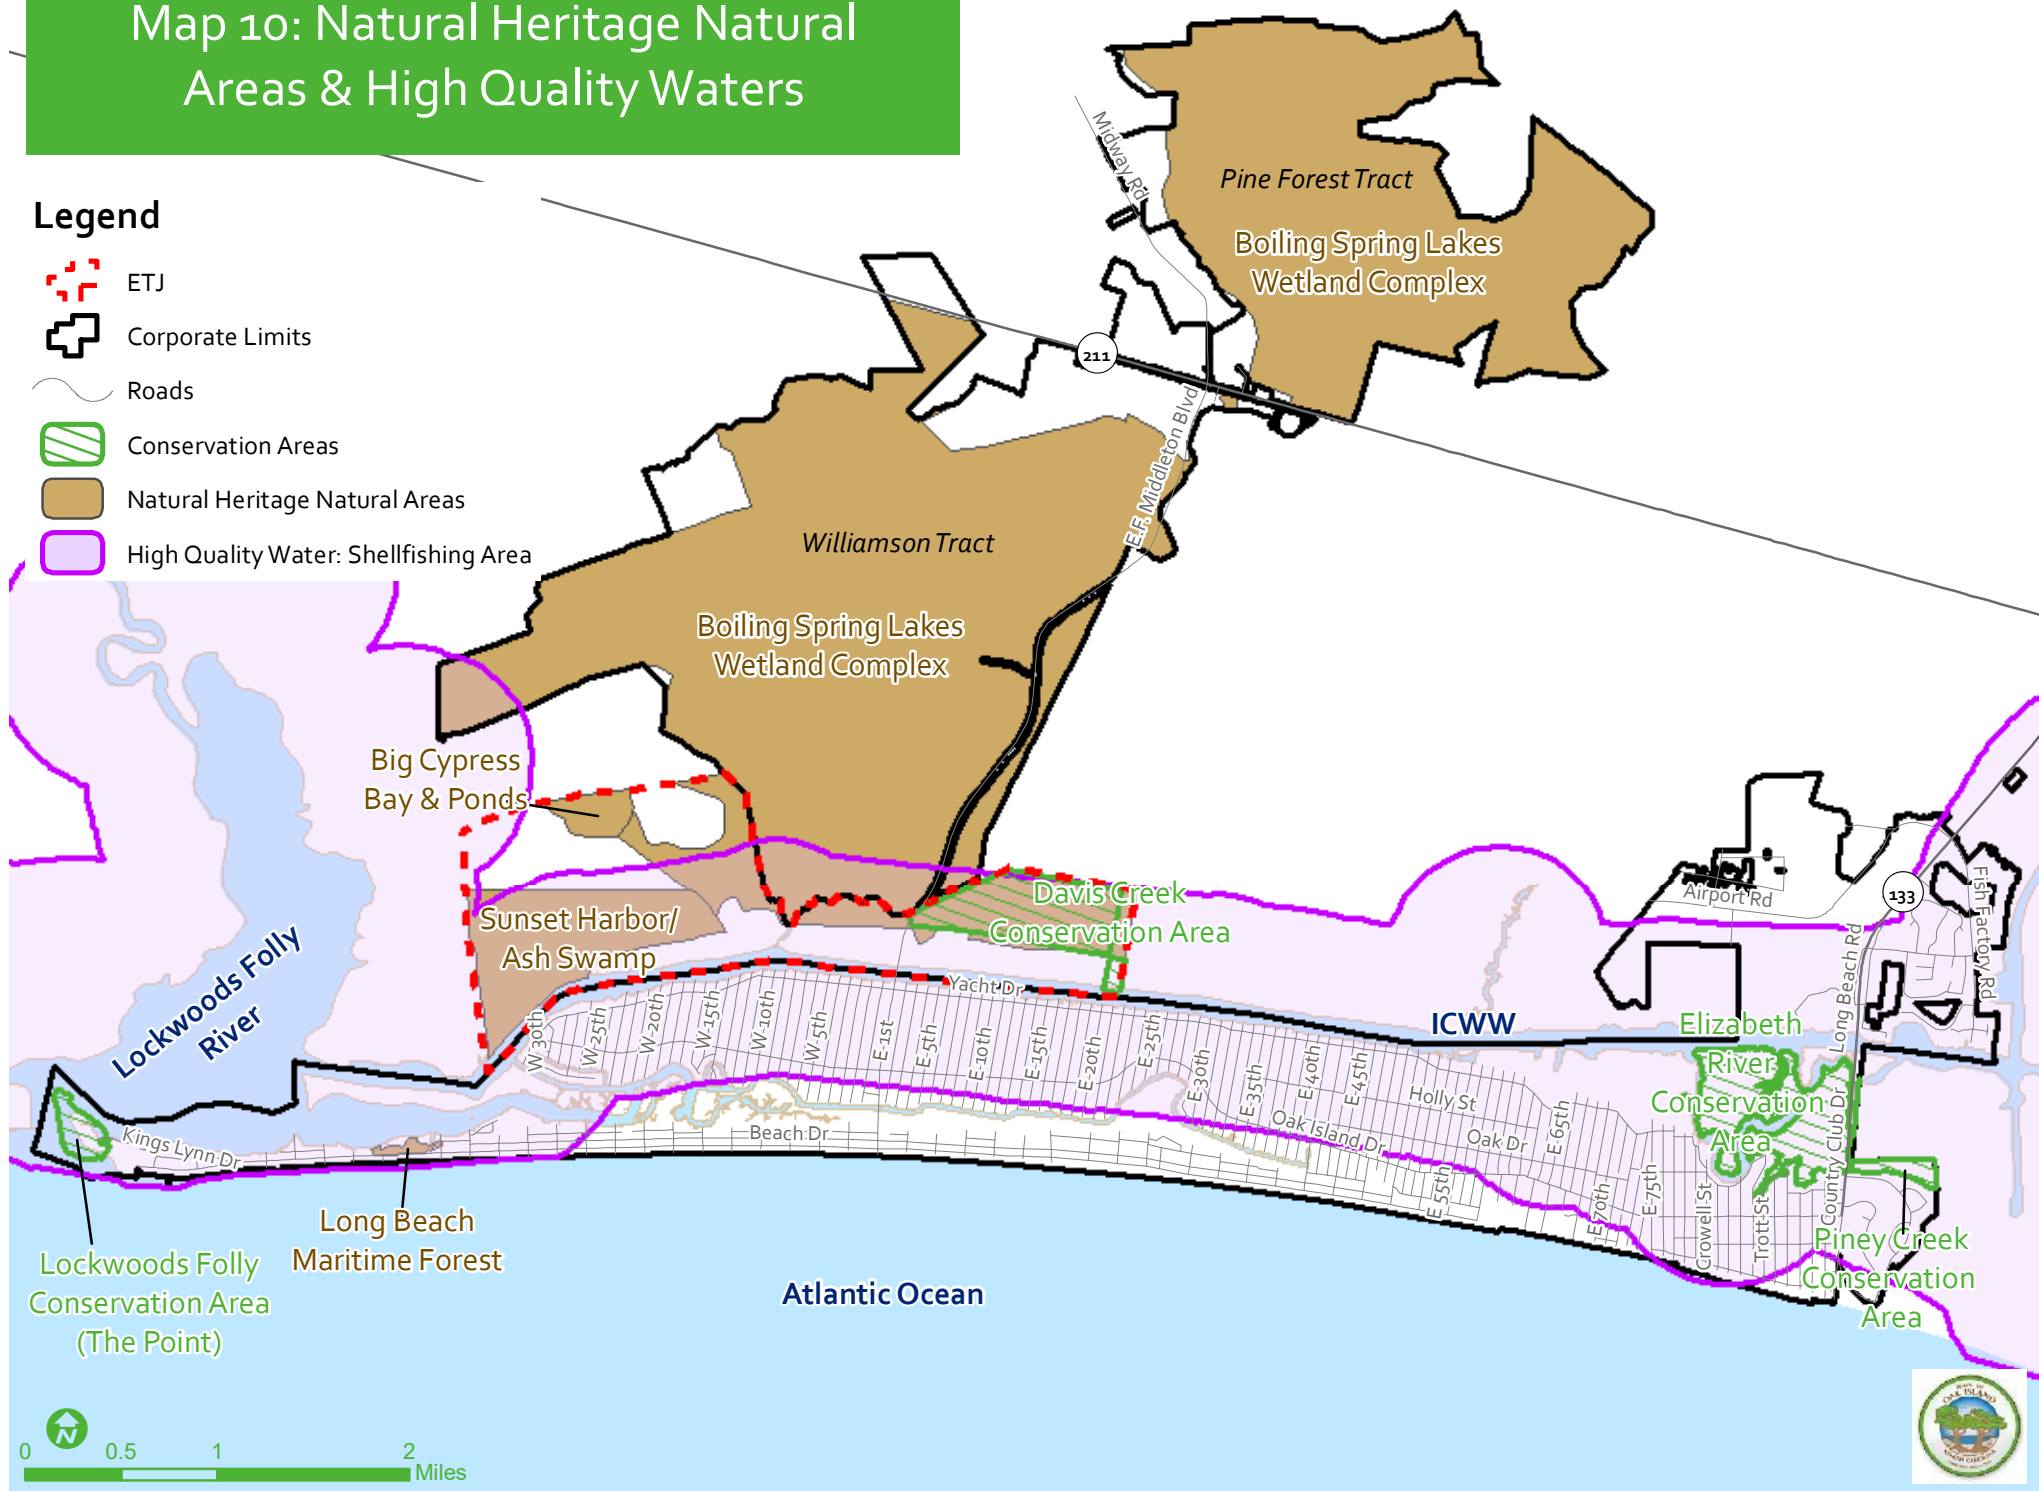 Map 10: Natural Heritage Natural
Areas & High Quality Waters
Legend
ETJ
Corporate Limits
Roads
Conservation Areas
Natural Heritage Natural Areas
High Quality Water: Shellfishing Area
Midway Rd
Pine Forest Tract
Boiling Spring Lakes
Wetland Complex
211
E.F. Middleton Blvd
Williamson Tract
Boiling Spring Lakes
Wetland Complex
Big Cypress
Bay & Ponds
Sunset Harbor/
Ash Swamp
Davis Creek
Conservation Area
Airport Rd
133
Fish Factory Rd
Long Beach Rd
Lockwoods Folly
River
Yacht Dr
ICWW
Elizabeth
River
Conservation
Area
W 30th
W 25th
W-20th
W-15th
W-10th
W-5th
E-1st
E-5th
E-10th
E-15th
E-20th
E-25th
E-30th
E-35th
E-40th
E-45th
Holly St
Oak Island Dr
Oak Dr
E-65th
E 55th
E-70th
E-75th
Crowell St
Trott St
Country Club Dr
Kings Lynn Dr
Beach Dr
Long Beach
Maritime Forest
Lockwoods Folly
Conservation Area
(The Point)
Piney Creek
Conservation
Area
Atlantic Ocean
N
0 0.5 1 2
Miles
OAK ISLAND